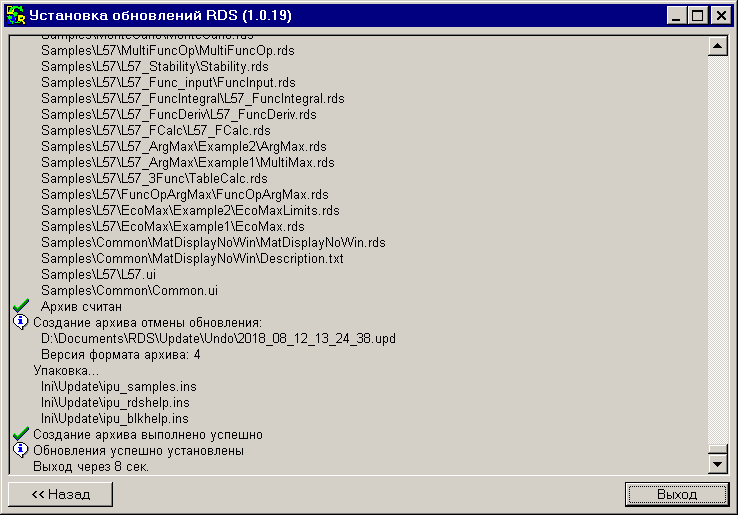 Установка обновлений RDS (1.0.19)
Samples\L57\MultiFuncOp\MultiFuncOp.rds
Samples\L57\L57_Stability\Stability.rds
Samples\L57\L57_Func_input\FuncInput.rds
Samples\L57\L57_FuncIntegral\L57_FuncIntegral.rds
Samples\L57\L57_FuncDeriv\L57_FuncDeriv.rds
Samples\L57\L57_FCalc\L57_FCalc.rds
Samples\L57\L57_ArgMax\Example2\ArgMax.rds
Samples\L57\L57_ArgMax\Example1\MultiMax.rds
Samples\L57\L57_3Func\TableCalc.rds
Samples\L57\FuncOpArgMax\FuncOpArgMax.rds
Samples\L57\EcoMax\Example2\EcoMaxLimits.rds
Samples\L57\EcoMax\Example1\EcoMax.rds
Samples\Common\MatDisplayNoWin\MatDisplayNoWin.rds
Samples\Common\MatDisplayNoWin\Description.txt
Samples\L57\L57.ui
Samples\Common\Common.ui
Архив считан
Создание архива отмены обновления:
D:\Documents\RDS\Update\Undo\2018_08_12_13_24_38.upd
Версия формата архива: 4
Упаковка...
Ini\Update\ipu_samples.ins
Ini\Update\ipu_rdshelp.ins
Ini\Update\ipu_blkhelp.ins
Создание архива выполнено успешно
Обновления успешно установлены
Выход через 8 сек.
<< Назад
Выход